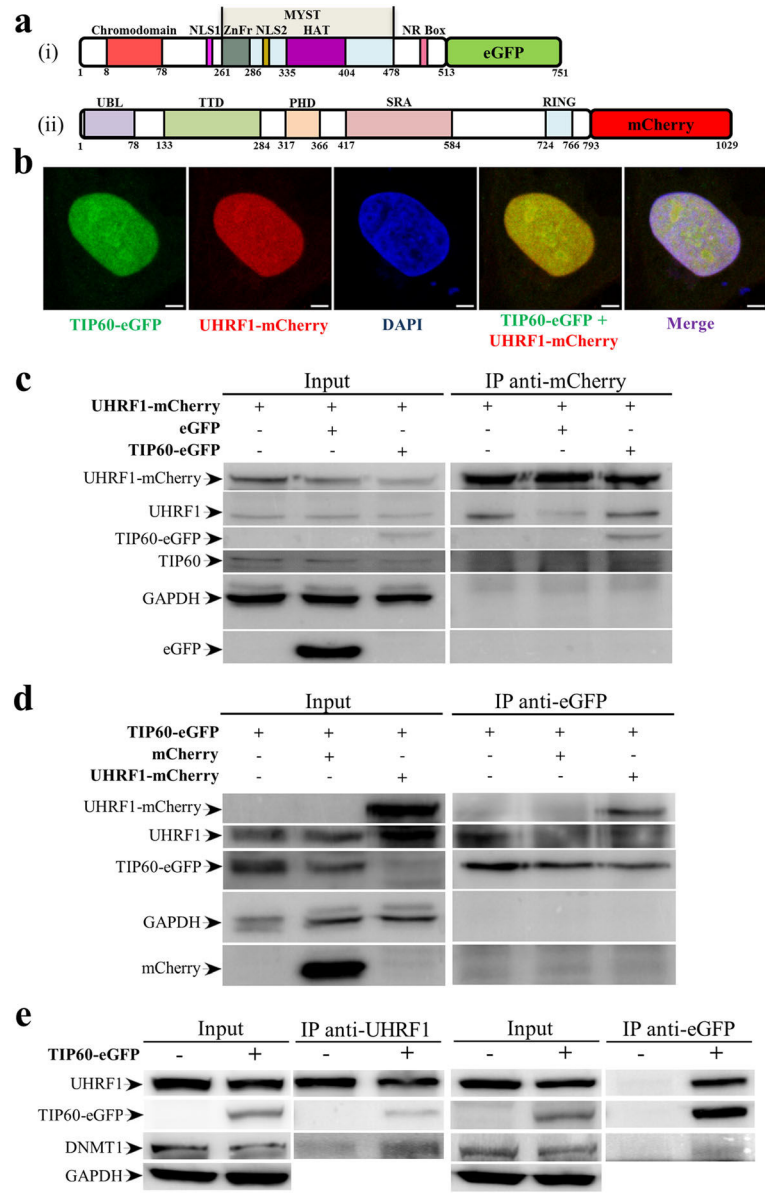 a
MYST
Chromodomain NLS1 ZnFr NLS2 HAT NR Box
(i) eGFP
1 8 78 261 286 335 404 478 513 751
UBL TTD PHD SRA RING
(ii) mCherry
1 78 133 284 317 366 417 584 724 766 793 1029
b
TIP60-eGFP UHRF1-mCherry DAPI TIP60-eGFP + Merge
UHRF1-mCherry
c
Input IP anti-mCherry
UHRF1-mCherry + + + + + +
eGFP - + - - + -
TIP60-eGFP - - + - - +
UHRF1-mCherry
UHRF1
TIP60-eGFP
TIP60
GAPDH
eGFP
d
Input IP anti-eGFP
TIP60-eGFP + + + + + +
mCherry - + - - + -
UHRF1-mCherry - - + - - +
UHRF1-mCherry
UHRF1
TIP60-eGFP
GAPDH
mCherry
e
Input IP anti-UHRF1 Input IP anti-eGFP
TIP60-eGFP - + - + - + - +
UHRF1
TIP60-eGFP
DNMT1
GAPDH